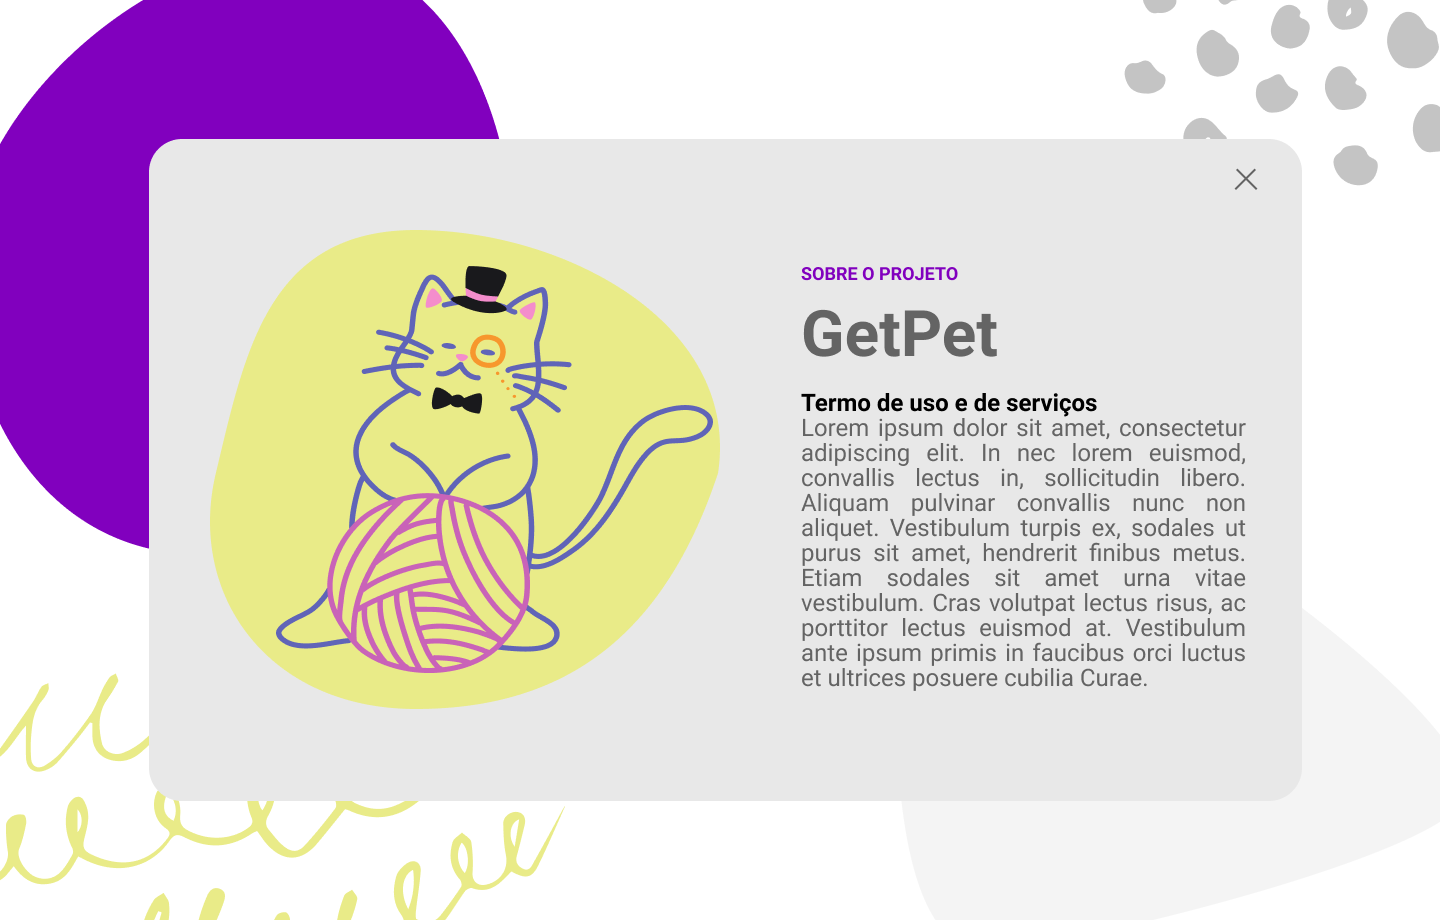 SOBRE O PROJETO
GetPet
Termo de uso e de serviços
Lorem ipsum dolor sit amet, consectetur
adipiscing elit. In nec lorem euismod,
convallis lectus in, sollicitudin libero.
Aliquam pulvinar convallis nunc non
aliquet. Vestibulum turpis ex, sodales ut
purus sit amet, hendrerit finibus metus.
Etiam sodales sit amet urna vitae
vestibulum. Cras volutpat lectus risus, ac
porttitor lectus euismod at. Vestibulum
ante ipsum primis in faucibus orci luctus
et ultrices posuere cubilia Curae.